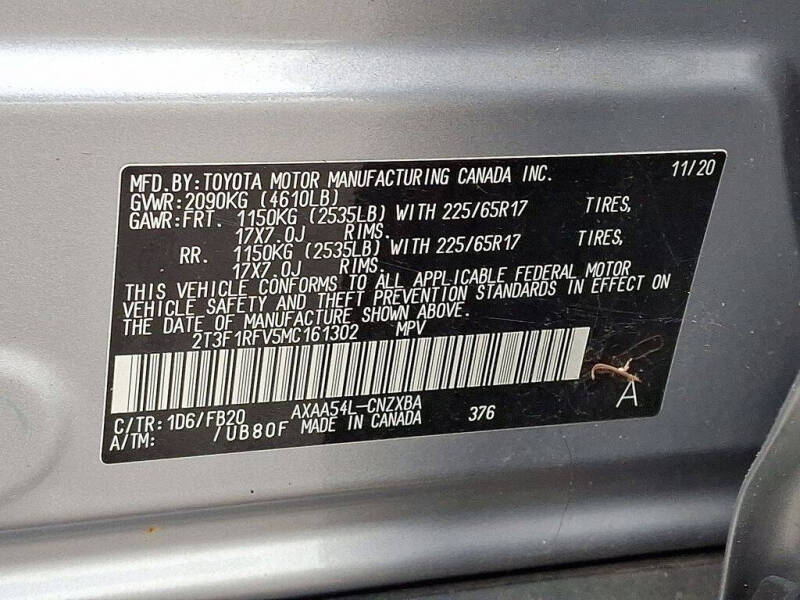 MFD.BY:TOYOTA MOTOR MANUFACTURING CANADA INC. 11/20
GVWR:2090KG (4610LB)
GAWR:FRT. 1150KG (2535LB) WITH 225/65R17 TIRES,
17X7.0J RIMS.
RR. 1150KG (2535LB) WITH 225/65R17 TIRES,
17X7.0J RIMS.
THIS VEHICLE CONFORMS TO ALL APPLICABLE FEDERAL MOTOR
VEHICLE SAFETY AND THEFT PREVENTION STANDARDS IN EFFECT ON
THE DATE OF MANUFACTURE SHOWN ABOVE.
2T3F1RFV5MC161302 MPV
C/TR:1D6/FB20 AXAA54L-CNZXBA 376 A
A/TM: /UB80F MADE IN CANADA